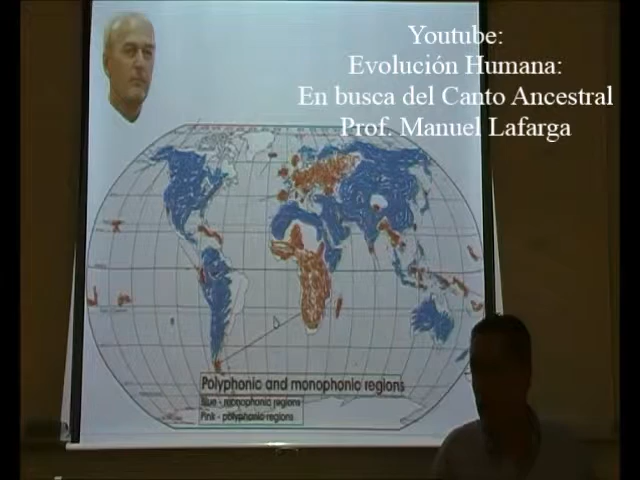 Youtube:
Evolución Humana:
En busca del Canto Ancestral
Prof. Manuel Lafarga
Polyphonic and monophonic regions
Blue - monophonic regions
Pink - polyphonic regions